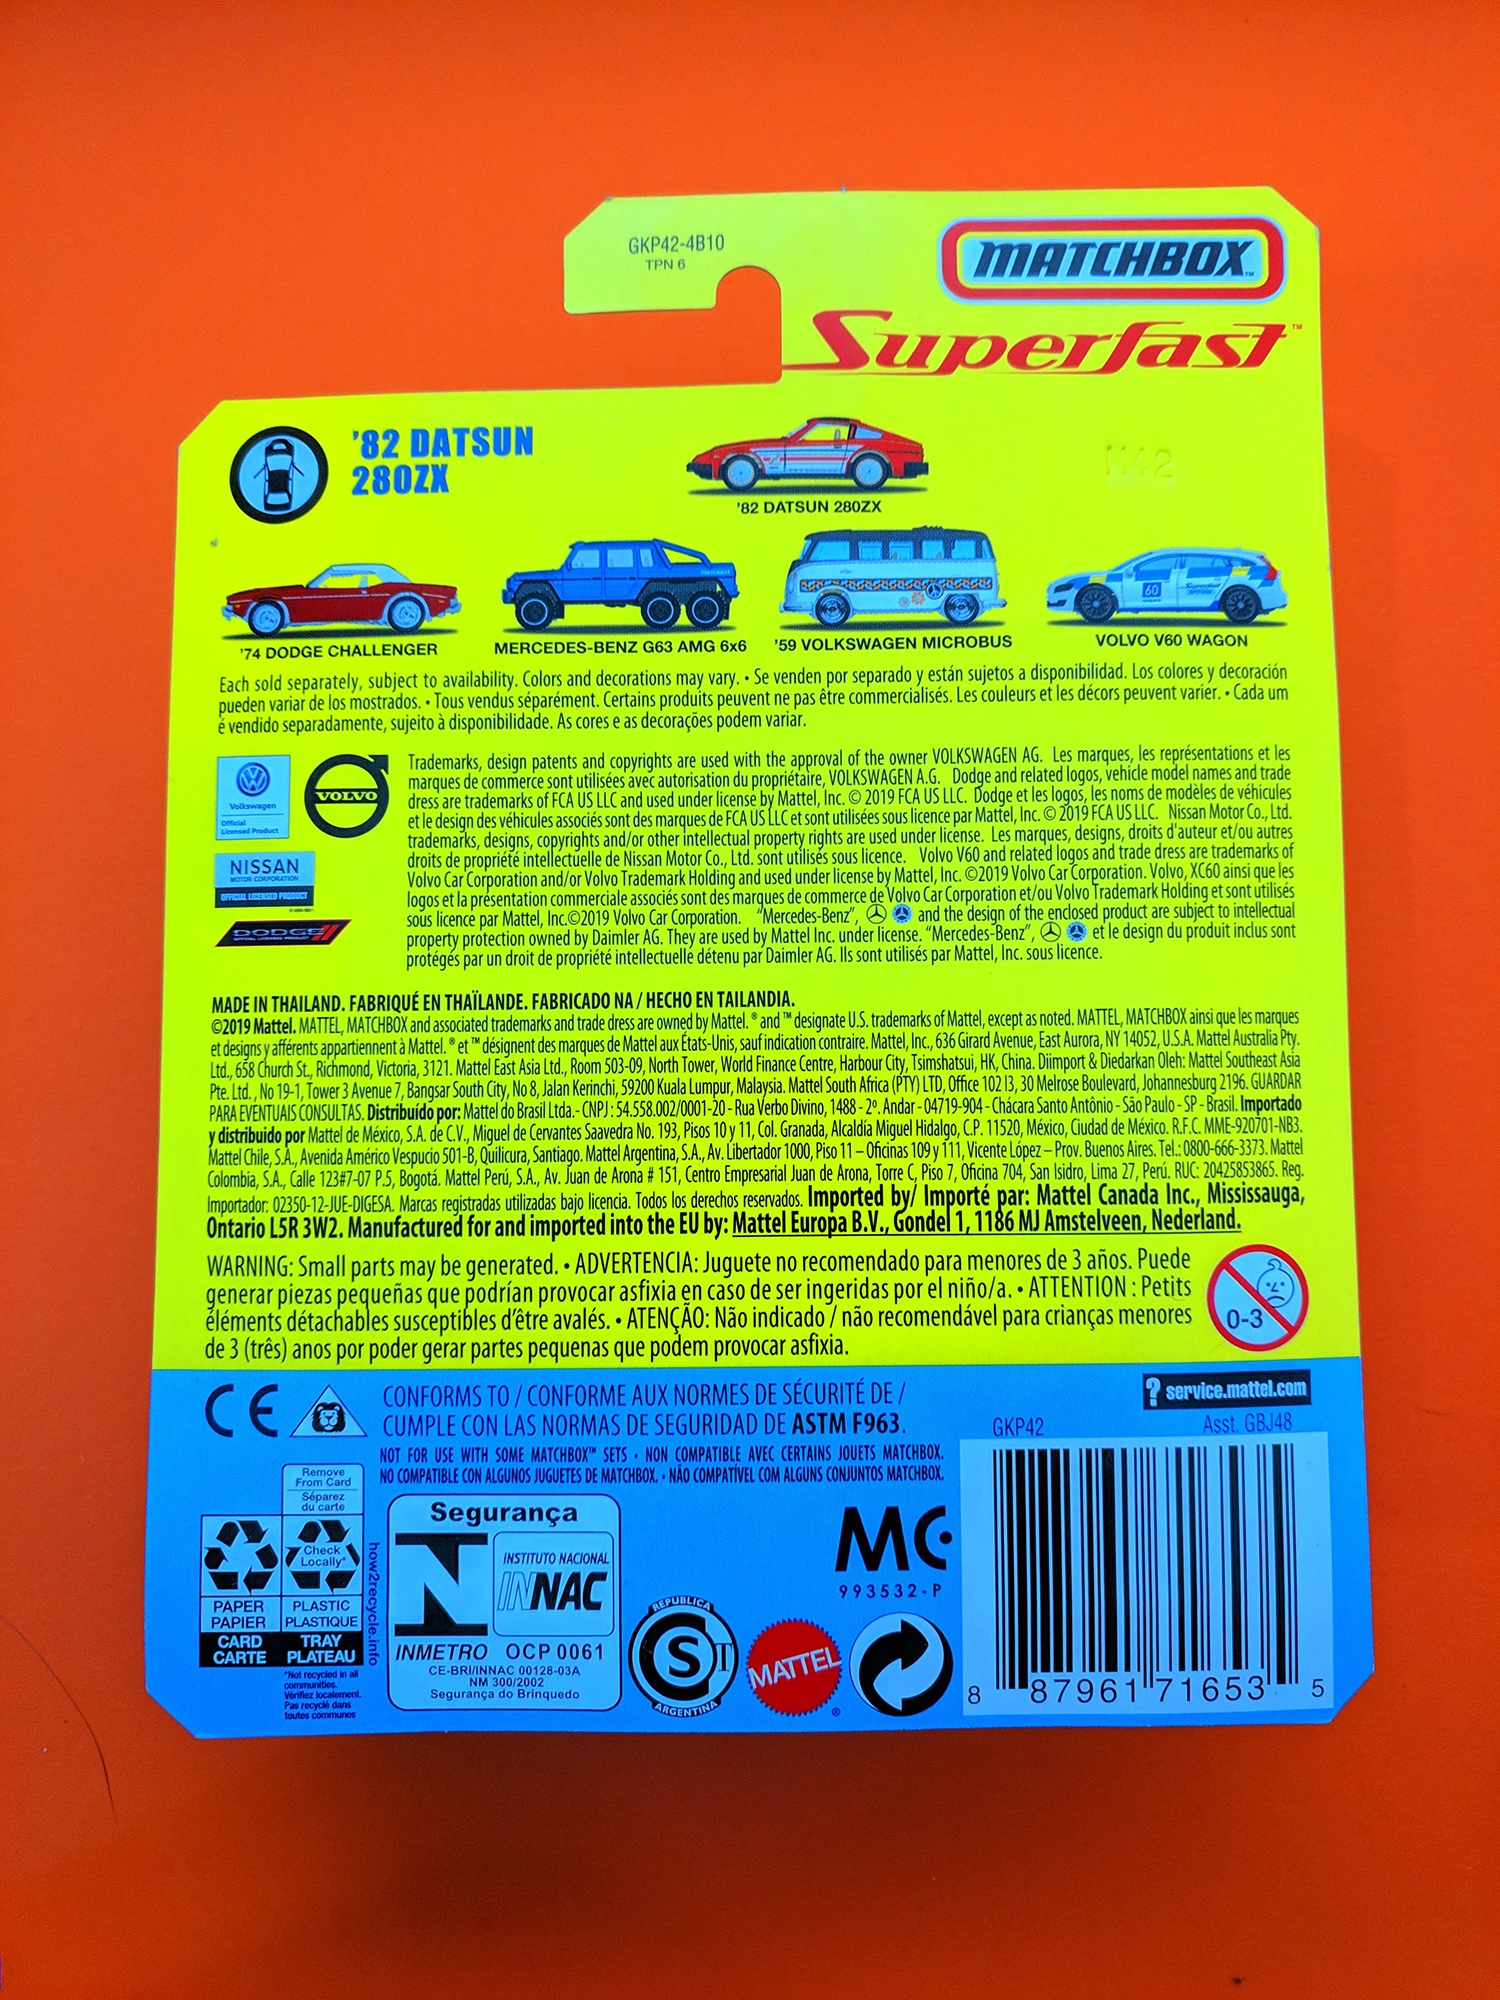 GKP42-4B10
TPN 6
MATCHBOX™
Superfast™
'82 DATSUN
280ZX
'82 DATSUN 280ZX
M42
'74 DODGE CHALLENGER
MERCEDES-BENZ G63 AMG 6x6
'59 VOLKSWAGEN MICROBUS
60
Superfast
VOLVO V60 WAGON
Each sold separately, subject to availability. Colors and decorations may vary. • Se venden por separado y están sujetos a disponibilidad. Los colores y decoración
pueden variar de los mostrados. • Tous vendus séparément. Certains produits peuvent ne pas être commercialisés. Les couleurs et les décors peuvent varier. • Cada um
é vendido separadamente, sujeito à disponibilidade. As cores e as decorações podem variar.
Volkswagen
Official
Licensed Product
VOLVO
NISSAN
MOTOR CORPORATION
OFFICIAL LICENSED PRODUCT
DODGE
OFFICIAL LICENSED PRODUCT
Trademarks, design patents and copyrights are used with the approval of the owner VOLKSWAGEN AG. Les marques, les représentations et les
marques de commerce sont utilisées avec autorisation du propriétaire, VOLKSWAGEN A.G. Dodge and related logos, vehicle model names and trade
dress are trademarks of FCA US LLC and used under license by Mattel, Inc. © 2019 FCA US LLC. Dodge et les logos, les noms de modèles de véhicules
et le design des véhicules associés sont des marques de FCA US LLC et sont utilisées sous licence par Mattel, Inc. © 2019 FCA US LLC. Nissan Motor Co., Ltd.
trademarks, designs, copyrights and/or other intellectual property rights are used under license. Les marques, designs, droits d'auteur et/ou autres
droits de propriété intellectuelle de Nissan Motor Co., Ltd. sont utilisés sous licence. Volvo V60 and related logos and trade dress are trademarks of
Volvo Car Corporation and/or Volvo Trademark Holding and used under license by Mattel, Inc. ©2019 Volvo Car Corporation. Volvo, XC60 ainsi que les
logos et la présentation commerciale associés sont des marques de commerce de Volvo Car Corporation et/ou Volvo Trademark Holding et sont utilisés
sous licence par Mattel, Inc.©2019 Volvo Car Corporation. "Mercedes-Benz", and the design of the enclosed product are subject to intellectual
property protection owned by Daimler AG. They are used by Mattel Inc. under license. "Mercedes-Benz", et le design du produit inclus sont
protégés par un droit de propriété intellectuelle détenu par Daimler AG. Ils sont utilisés par Mattel, Inc. sous licence.
MADE IN THAILAND. FABRIQUÉ EN THAÏLANDE. FABRICADO NA / HECHO EN TAILANDIA.
©2019 Mattel. MATTEL, MATCHBOX and associated trademarks and trade dress are owned by Mattel. ® and ™ designate U.S. trademarks of Mattel, except as noted. MATTEL, MATCHBOX ainsi que les marques
et designs y afférents appartiennent à Mattel. ® et ™ désignent des marques de Mattel aux États-Unis, sauf indication contraire. Mattel, Inc., 636 Girard Avenue, East Aurora, NY 14052, U.S.A. Mattel Australia Pty.
Ltd., 658 Church St., Richmond, Victoria, 3121. Mattel East Asia Ltd., Room 503-09, North Tower, World Finance Centre, Harbour City, Tsimshatsui, HK, China. Diimport & Diedarkan Oleh: Mattel Southeast Asia
Pte. Ltd., No 19-1, Tower 3 Avenue 7, Bangsar South City, No 8, Jalan Kerinchi, 59200 Kuala Lumpur, Malaysia. Mattel South Africa (PTY) LTD, Office 102 I3, 30 Melrose Boulevard, Johannesburg 2196. GUARDAR
PARA EVENTUAIS CONSULTAS. Distribuído por: Mattel do Brasil Ltda.- CNPJ : 54.558.002/0001-20 - Rua Verbo Divino, 1488 - 2º. Andar - 04719-904 - Chácara Santo Antônio - São Paulo - SP - Brasil. Importado
y distribuido por Mattel de México, S.A. de C.V., Miguel de Cervantes Saavedra No. 193, Pisos 10 y 11, Col. Granada, Alcaldía Miguel Hidalgo, C.P. 11520, México, Ciudad de México. R.F.C. MME-920701-NB3.
Mattel Chile, S.A., Avenida Américo Vespucio 501-B, Quilicura, Santiago. Mattel Argentina, S.A., Av. Libertador 1000, Piso 11 – Oficinas 109 y 111, Vicente López – Prov. Buenos Aires. Tel.: 0800-666-3373. Mattel
Colombia, S.A., Calle 123#7-07 P.5, Bogotá. Mattel Perú, S.A., Av. Juan de Arona # 151, Centro Empresarial Juan de Arona, Torre C, Piso 7, Oficina 704, San Isidro, Lima 27, Perú. RUC: 20425853865. Reg.
Importador: 02350-12-JUE-DIGESA. Marcas registradas utilizadas bajo licencia. Todos los derechos reservados. Imported by/ Importé par: Mattel Canada Inc., Mississauga,
Ontario L5R 3W2. Manufactured for and imported into the EU by: Mattel Europa B.V., Gondel 1, 1186 MJ Amstelveen, Nederland.
WARNING: Small parts may be generated. • ADVERTENCIA: Juguete no recomendado para menores de 3 años. Puede
generar piezas pequeñas que podrían provocar asfixia en caso de ser ingeridas por el niño/a. • ATTENTION : Petits
éléments détachables susceptibles d'être avalés. • ATENÇÃO: Não indicado / não recomendável para crianças menores
de 3 (três) anos por poder gerar partes pequenas que podem provocar asfixia.
0-3
CE
CONFORMS TO / CONFORME AUX NORMES DE SÉCURITÉ DE /
CUMPLE CON LAS NORMAS DE SEGURIDAD DE ASTM F963.
? service.mattel.com
GKP42
Asst. GBJ48
NOT FOR USE WITH SOME MATCHBOX™ SETS • NON COMPATIBLE AVEC CERTAINS JOUETS MATCHBOX.
NO COMPATIBLE CON ALGUNOS JUGUETES DE MATCHBOX. • NÃO COMPATÍVEL COM ALGUNS CONJUNTOS MATCHBOX.
Remove
From Card
Séparez
du carte
Check
Locally*
PAPER
PAPIER
CARD
CARTE
PLASTIC
PLASTIQUE
TRAY
PLATEAU
how2recycle.info
*Not recycled in all
communities.
Vérifiez localement.
Pas recyclé dans
toutes communes
Segurança
INSTITUTO NACIONAL
INNAC
INMETRO OCP 0061
CE-BRI/INNAC 00128-03A
NM 300/2002
Segurança do Brinquedo
REPUBLICA
S T
ARGENTINA
MATTEL
®
MC
993532-P
8 87961 71653 5